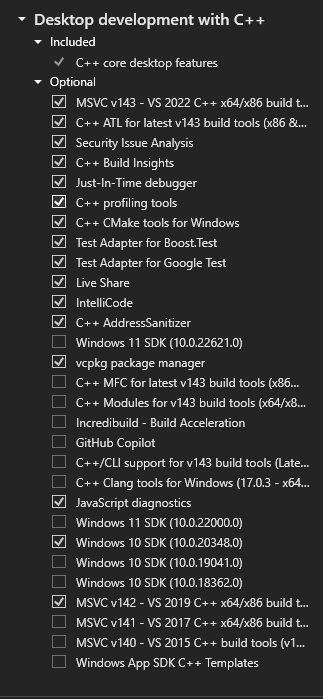 Desktop development with C++
Included
C++ core desktop features
Optional
MSVC v143 - VS 2022 C++ x64/x86 build t...
C++ ATL for latest v143 build tools (x86 &...
Security Issue Analysis
C++ Build Insights
Just-In-Time debugger
C++ profiling tools
C++ CMake tools for Windows
Test Adapter for Boost.Test
Test Adapter for Google Test
Live Share
IntelliCode
C++ AddressSanitizer
Windows 11 SDK (10.0.22621.0)
vcpkg package manager
C++ MFC for latest v143 build tools (x86...
C++ Modules for v143 build tools (x64/x8...
Incredibuild - Build Acceleration
GitHub Copilot
C++/CLI support for v143 build tools (Late...
C++ Clang tools for Windows (17.0.3 - x64...
JavaScript diagnostics
Windows 11 SDK (10.0.22000.0)
Windows 10 SDK (10.0.20348.0)
Windows 10 SDK (10.0.19041.0)
Windows 10 SDK (10.0.18362.0)
MSVC v142 - VS 2019 C++ x64/x86 build t...
MSVC v141 - VS 2017 C++ x64/x86 build t...
MSVC v140 - VS 2015 C++ build tools (v1...
Windows App SDK C++ Templates